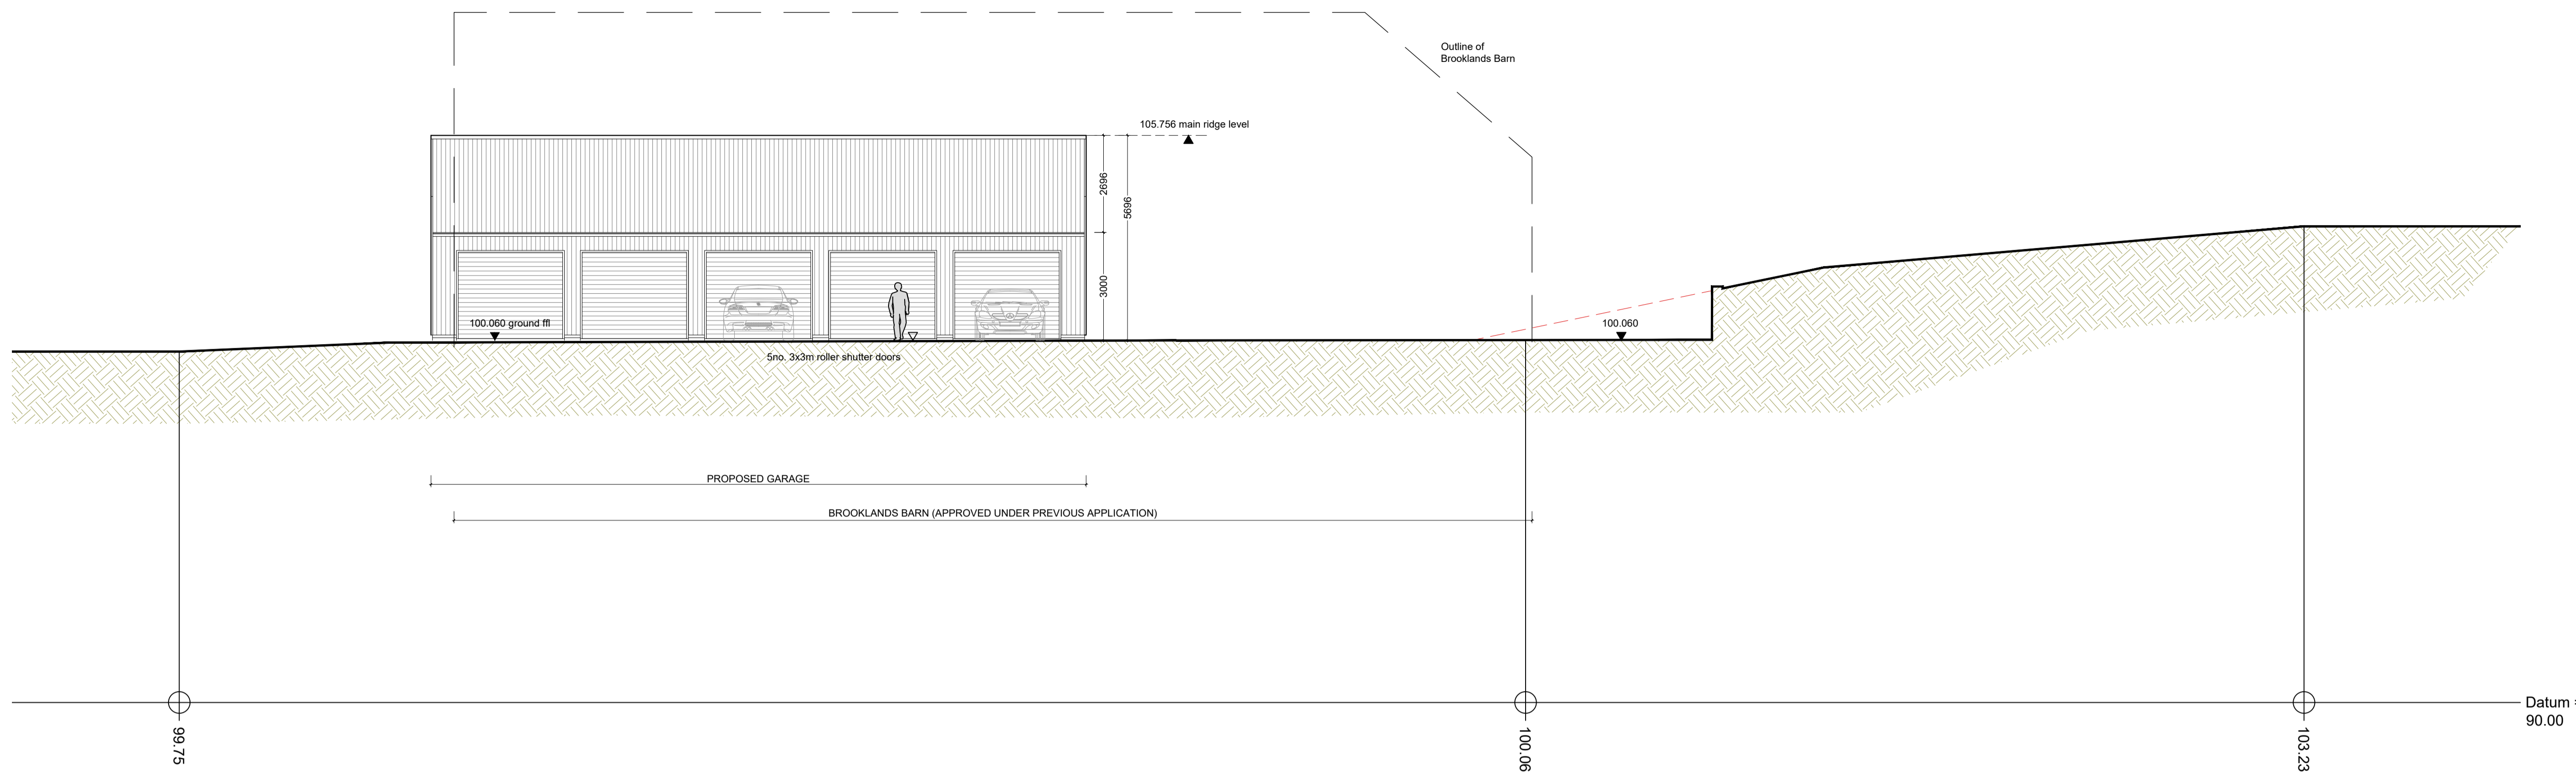 Outline of
Brooklands Barn
105.756 main ridge level
2696
5696
3000
100.060 ground ffl
100.060
5no. 3x3m roller shutter doors
PROPOSED GARAGE
BROOKLANDS BARN (APPROVED UNDER PREVIOUS APPLICATION)
Datum =
90.00
99.75
100.06
103.23